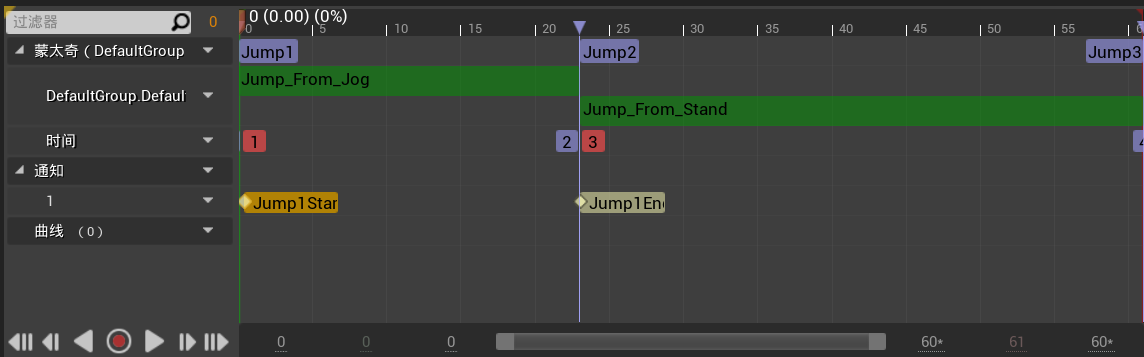 过滤器 0 0 (0.00) (0%)
0 5 10 15 20 25 30 35 40 45 50 55
蒙太奇 ( DefaultGroup Jump1 Jump2 Jump3
Jump_From_Jog
DefaultGroup.Defaul
Jump_From_Stand
时间 1 2 3 4
通知
1 Jump1Star Jump1En
曲线 （0）
0 0 0 60* 61 60*